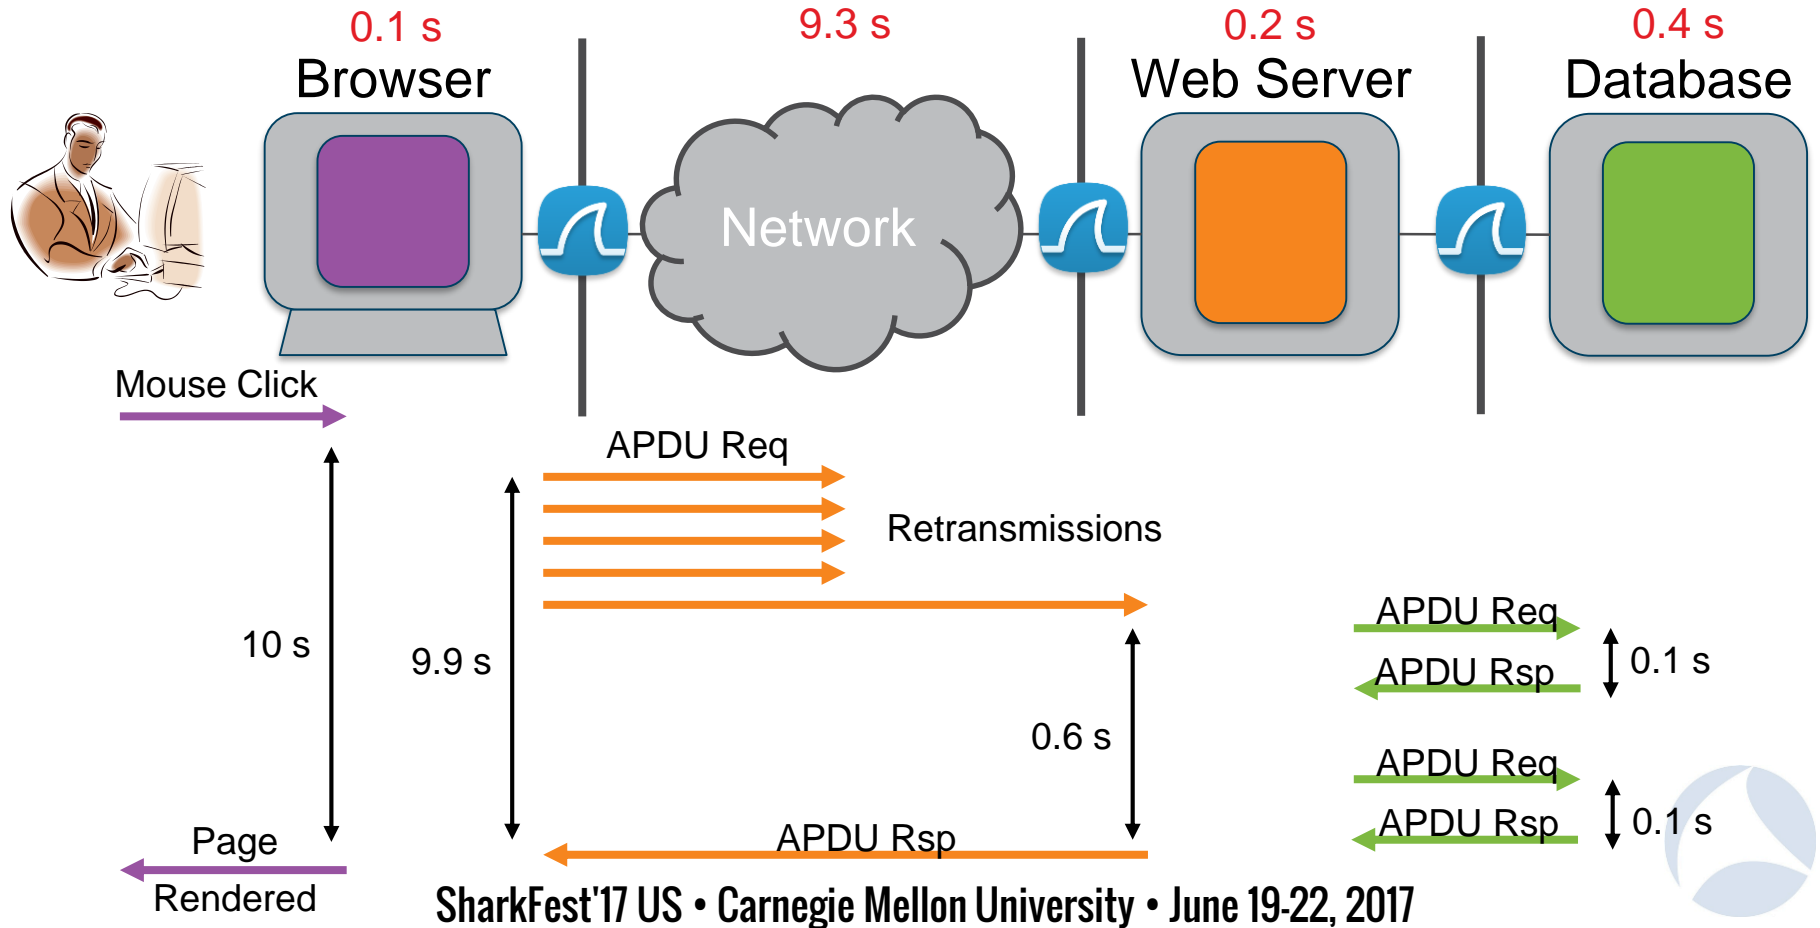 0.1 s
9.3 s
0.2 s
0.4 s
Browser
Web Server
Database
Network
Mouse Click
APDU Req
Retransmissions
10 s
9.9 s
APDU Req
0.1 s
APDU Rsp
0.6 s
APDU Req
APDU Rsp
0.1 s
APDU Rsp
Page
Rendered
SharkFest'17 US • Carnegie Mellon University • June 19-22, 2017